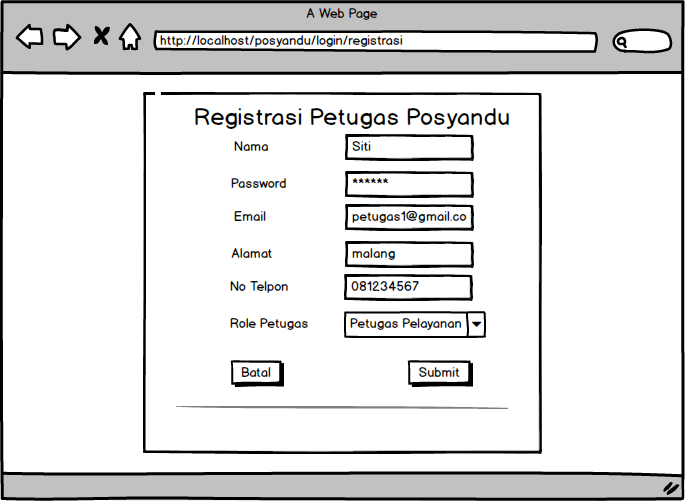 A Web Page
http://localhost/posyandu/login/registrasi
Registrasi Petugas Posyandu
Nama Siti
Password ******
Email petugas1@gmail.co
Alamat malang
No Telpon 081234567
Role Petugas Petugas Pelayanan
Batal Submit